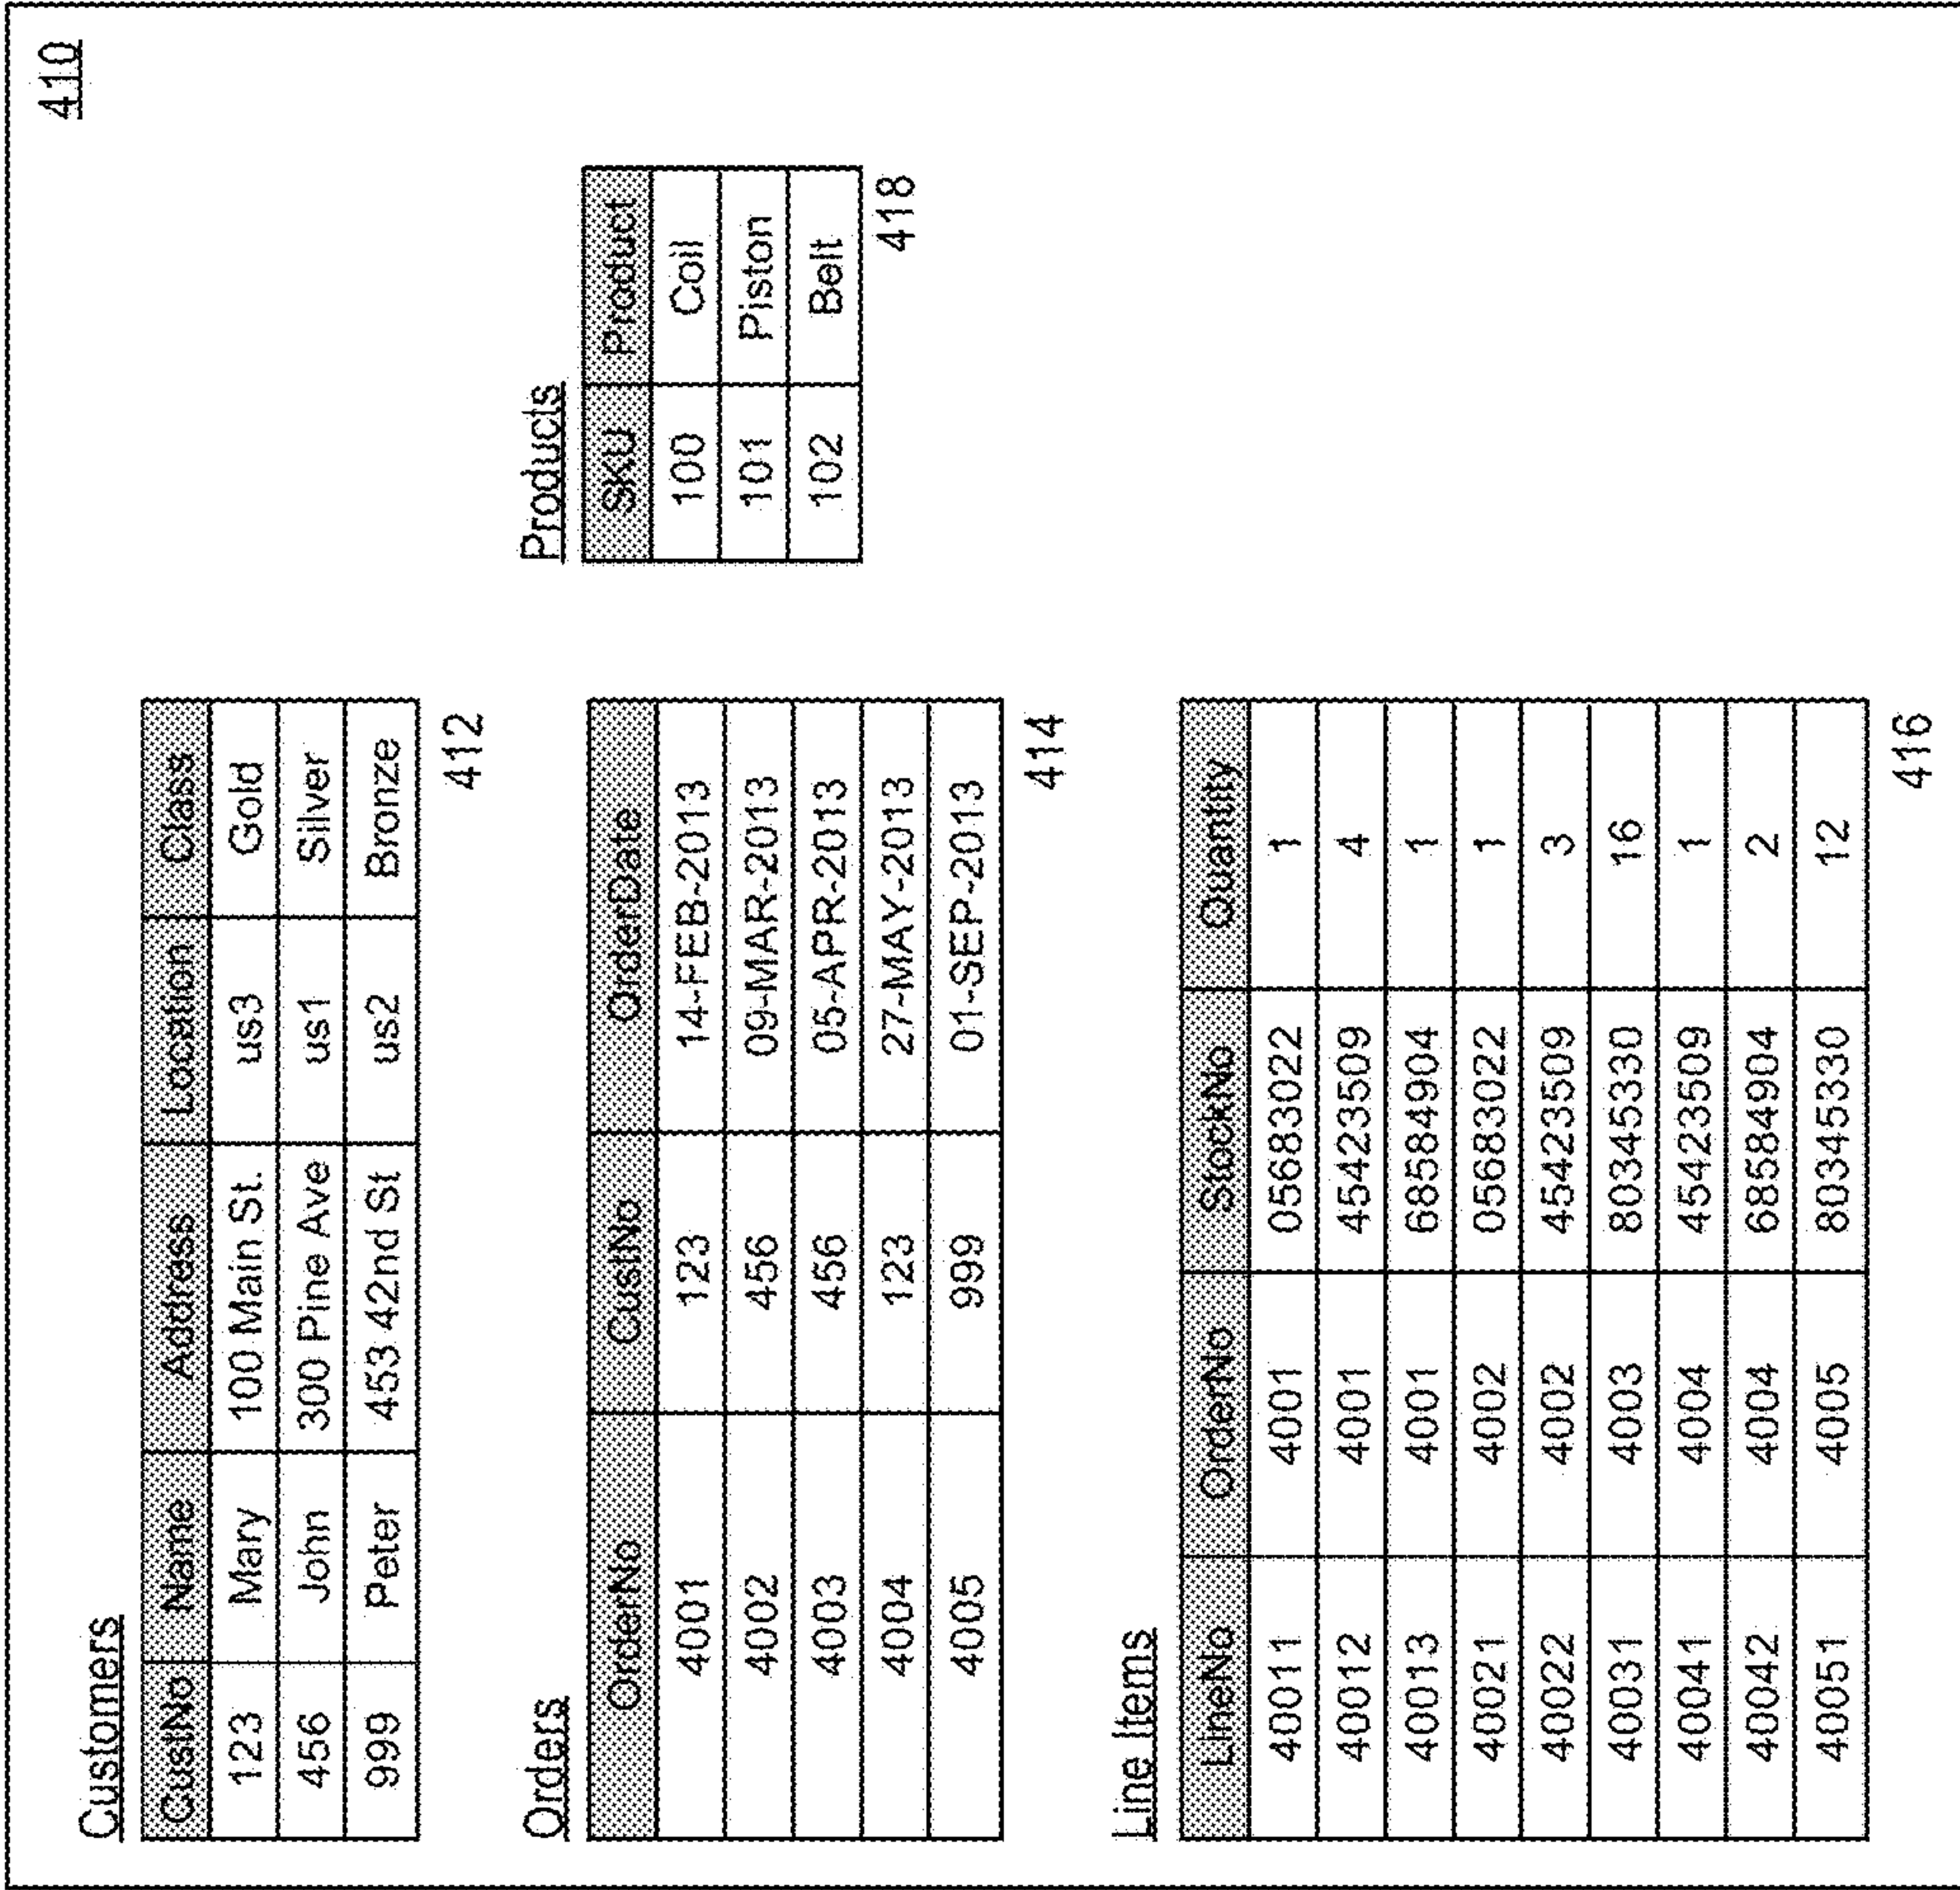 410
Customers
CustNo Name Address Location Class
123 Mary 100 Main St. us3 Gold
456 John 300 Pine Ave us1 Silver
999 Peter 453 42nd St us2 Bronze
412
Orders
OrderNo CustNo OrderDate
4001 123 14-FEB-2013
4002 456 09-MAR-2013
4003 456 05-APR-2013
4004 123 27-MAY-2013
4005 999 01-SEP-2013
414
Products
SKU Product
100 Coil
101 Piston
102 Belt
418
Line Items
LineNo OrderNo StockNo Quantity
40011 4001 05683022 1
40012 4001 45423509 4
40013 4001 68584904 1
40021 4002 05683022 1
40022 4002 45423509 3
40031 4003 80345330 16
40041 4004 45423509 1
40042 4004 68584904 2
40051 4005 80345330 12
416